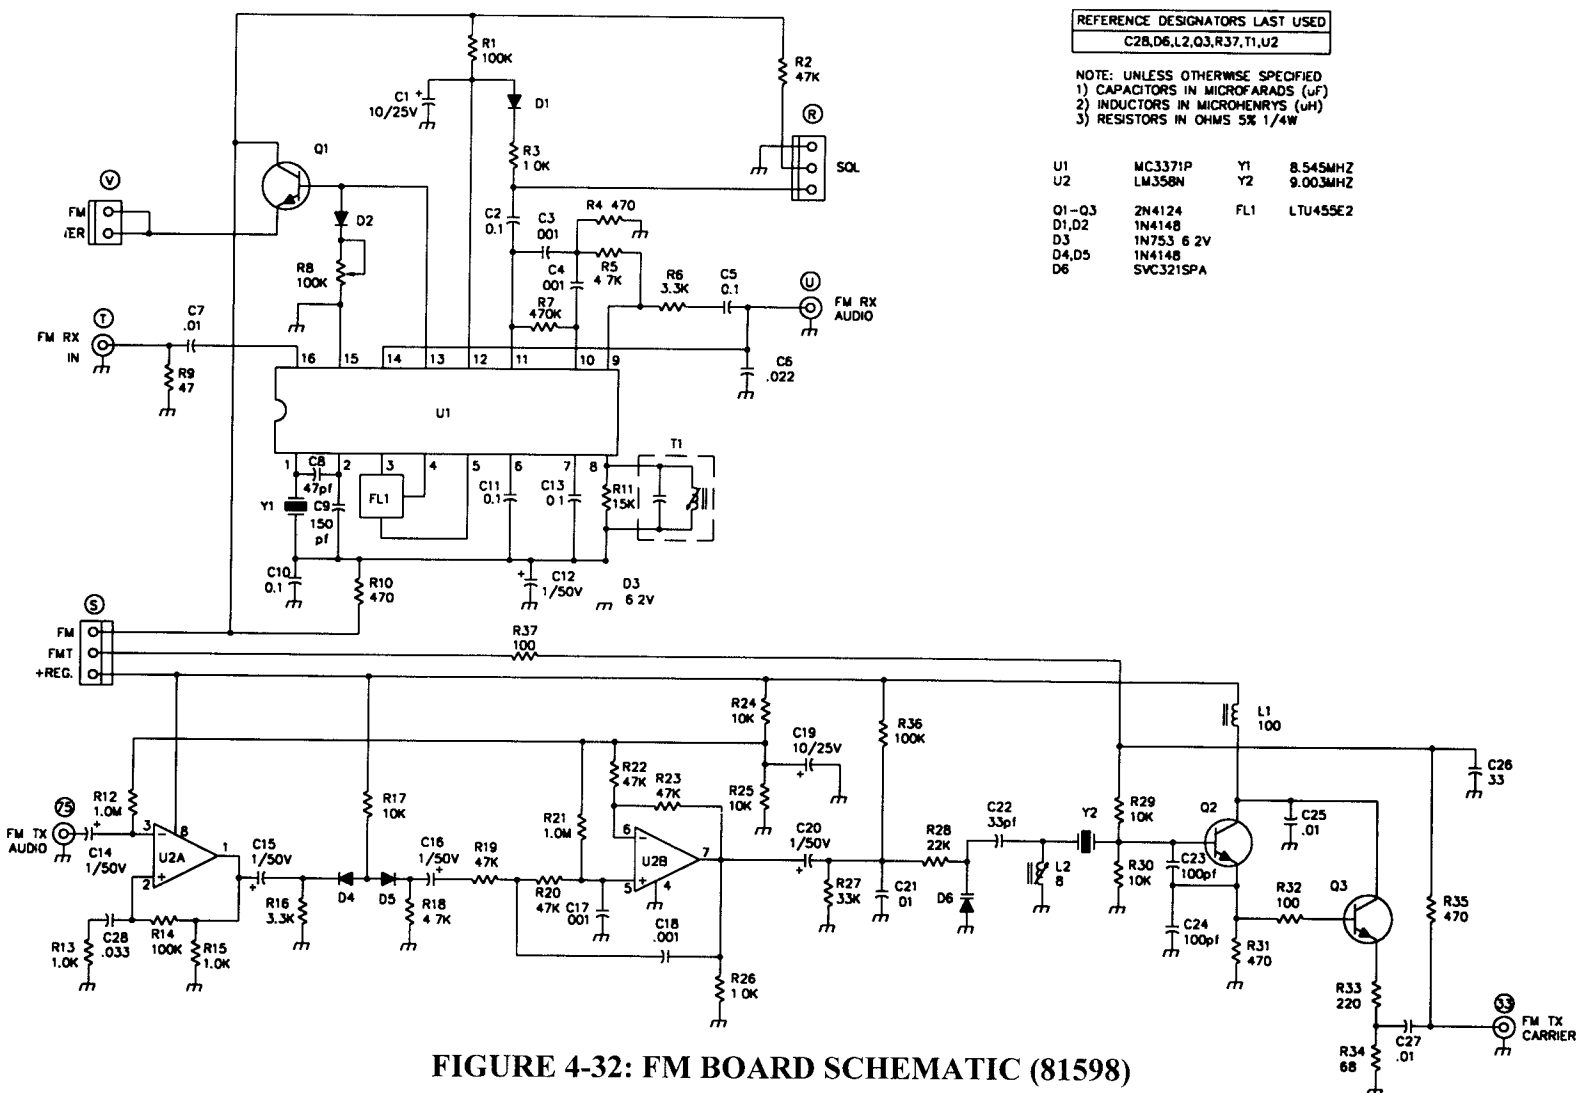 REFERENCE DESIGNATORS LAST USED
C28,D6,L2,Q3,R37,T1,U2
NOTE: UNLESS OTHERWISE SPECIFIED
1) CAPACITORS IN MICROFARADS (uF)
2) INDUCTORS IN MICROHENRYS (uH)
3) RESISTORS IN OHMS 5% 1/4W
U1 MC3371P Y1 8.545MHZ
U2 LM358N Y2 9.003MHZ
Q1-Q3 2N4124 FL1 LTU455E2
D1,D2 1N4148
D3 1N753 6 2V
D4,D5 1N4148
D6 SVC321SPA
R1
100K
R2
47K
C1 +
10/25V
D1
R
SQL
R3
1 0K
Q1
V
FM
/ER
D2
R8
100K
C2
0.1
C3
001
R4 470
C4
001
R5
4 7K
R6
3.3K
C5
0.1
U
FM RX
AUDIO
R7
470K
C7
.01
T
FM RX
IN
R9
47
C6
.022
16 15 14 13 12 11 10 9
U1
1 2 3 4 5 6 7 8
C8
47pf
Y1
C9
150
pf
FL1
C11
0.1
C13
0 1
R11
15K
T1
C10
0.1
R10
470
+
C12
1/50V
D3
6 2V
S
FM
FMT
+REG.
R37
100
R24
10K
R36
100K
L1
100
C19
10/25V
+
R25
10K
C26
33
R12
1.0M
75
FM TX
AUDIO
+
C14
1/50V
3
-
8
U2A
1
2
+
C15
1/50V
+
R17
10K
R13
1.0K
C28
.033
R14
100K
R15
1.0K
R16
3.3K
D4
D5
C16
1/50V
+
R18
4 7K
R19
47K
R20
47K
R21
1.0M
R22
47K
R23
47K
6
-
U2B
7
5
+
4
C17
001
C18
.001
R26
1 0K
C20
1/50V
+
R27
33K
C21
01
R28
22K
D6
C22
33pf
L2
8
Y2
R29
10K
R30
10K
Q2
C25
.01
C23
100pf
C24
100pf
R31
470
R32
100
Q3
R35
470
R33
220
R34
68
C27
.01
33
FM TX
CARRIER
FIGURE 4-32: FM BOARD SCHEMATIC (81598)